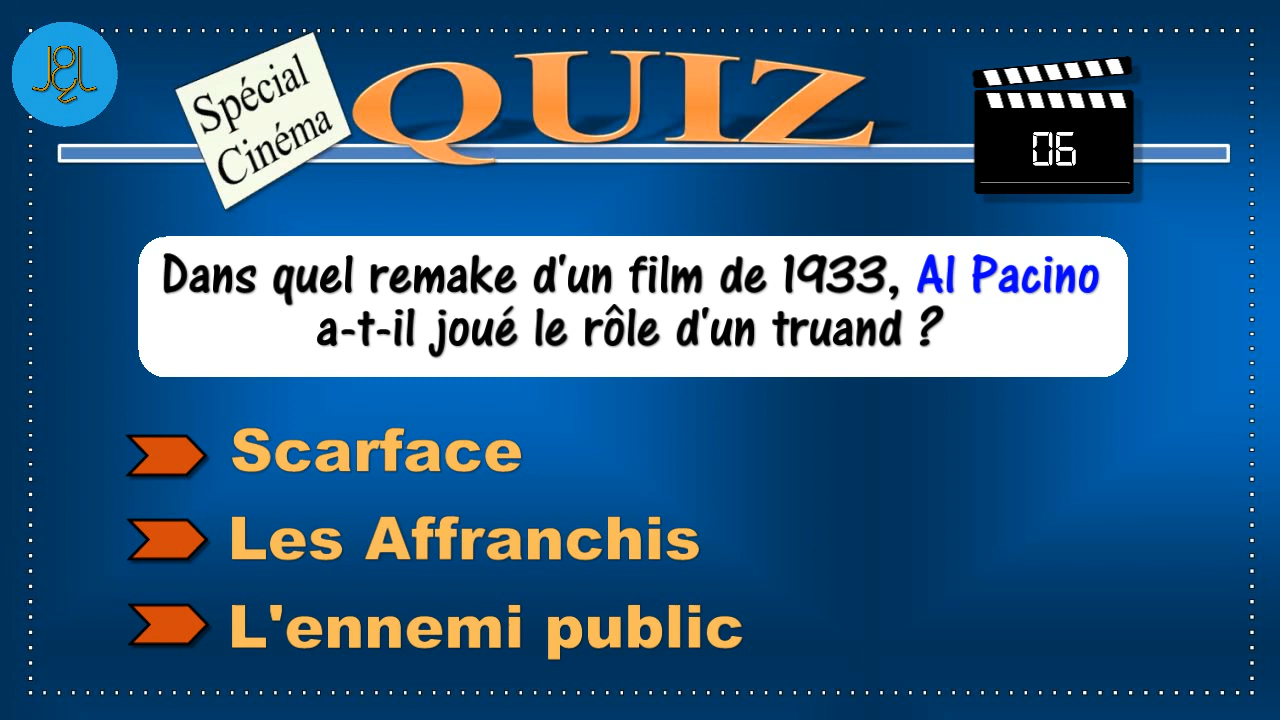 Spécial
Cinéma
QUIZ
06
Dans quel remake d'un film de 1933, Al Pacino
a-t-il joué le rôle d'un truand ?
Scarface
Les Affranchis
L'ennemi public